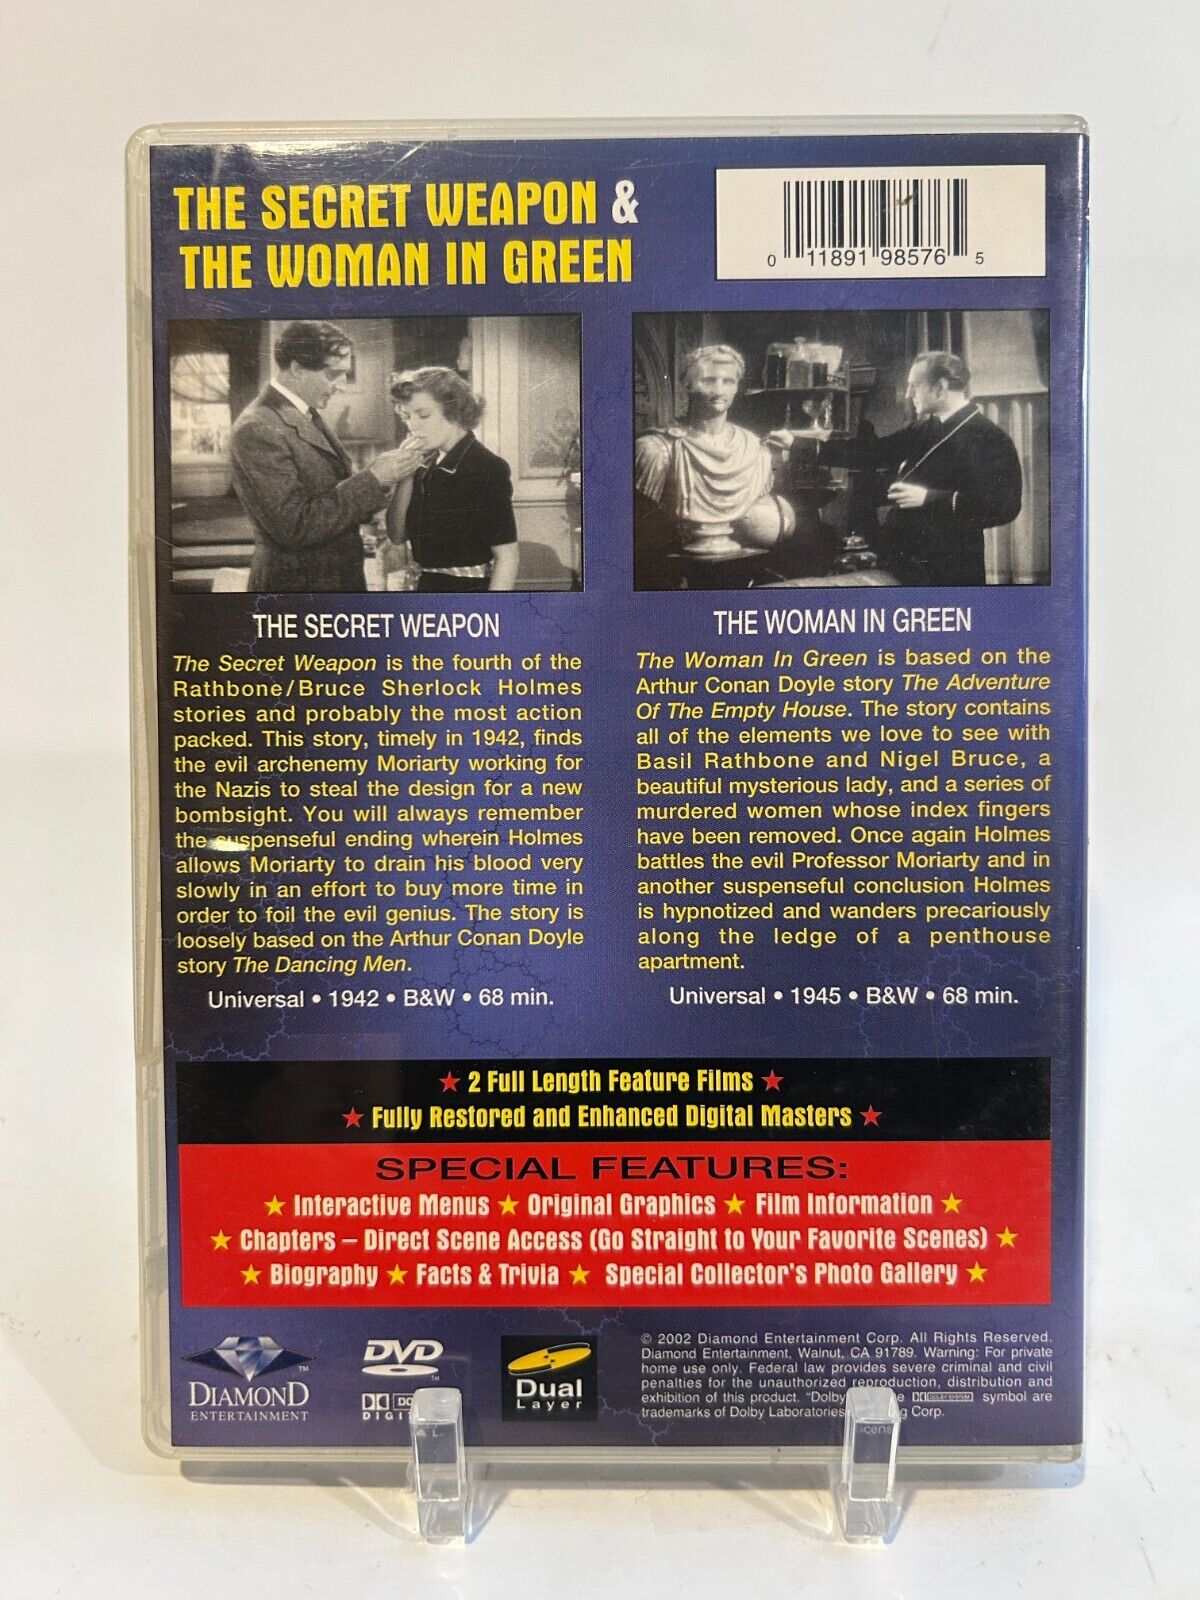 THE SECRET WEAPON &
THE WOMAN IN GREEN
0 11891 98576 5
THE SECRET WEAPON
The Secret Weapon is the fourth of the
Rathbone/Bruce Sherlock Holmes
stories and probably the most action
packed. This story, timely in 1942, finds
the evil archenemy Moriarty working for
the Nazis to steal the design for a new
bombsight. You will always remember
the suspenseful ending wherein Holmes
allows Moriarty to drain his blood very
slowly in an effort to buy more time in
order to foil the evil genius. The story is
loosely based on the Arthur Conan Doyle
story The Dancing Men.
Universal • 1942 • B&W • 68 min.
THE WOMAN IN GREEN
The Woman In Green is based on the
Arthur Conan Doyle story The Adventure
Of The Empty House. The story contains
all of the elements we love to see with
Basil Rathbone and Nigel Bruce, a
beautiful mysterious lady, and a series of
murdered women whose index fingers
have been removed. Once again Holmes
battles the evil Professor Moriarty and in
another suspenseful conclusion Holmes
is hypnotized and wanders precariously
along the ledge of a penthouse
apartment.
Universal • 1945 • B&W • 68 min.
★ 2 Full Length Feature Films ★
★ Fully Restored and Enhanced Digital Masters ★
SPECIAL FEATURES:
★ Interactive Menus ★ Original Graphics ★ Film Information ★
★ Chapters – Direct Scene Access (Go Straight to Your Favorite Scenes) ★
★ Biography ★ Facts & Trivia ★ Special Collector's Photo Gallery ★
DIAMOND™
ENTERTAINMENT
DVD™
Dual
Layer
© 2002 Diamond Entertainment Corp. All Rights Reserved.
Diamond Entertainment, Walnut, CA 91789. Warning: For private
home use only. Federal law provides severe criminal and civil
penalties for the unauthorized reproduction, distribution and
exhibition of this product. "Dolby symbol are
trademarks of Dolby Laboratories Corp.